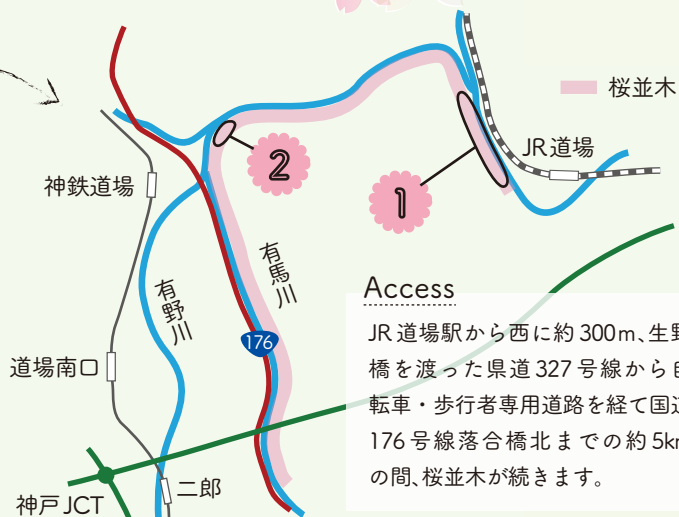 桜並木
JR道場
2
1
神鉄道場
有馬川
有野川
176
道場南口
二郎
神戸JCT
Access
JR道場駅から西に約300m、生野
橋を渡った県道327号線から自
転車・歩行者専用道路を経て国道
176号線落合橋北までの約5km
の間、桜並木が続きます。